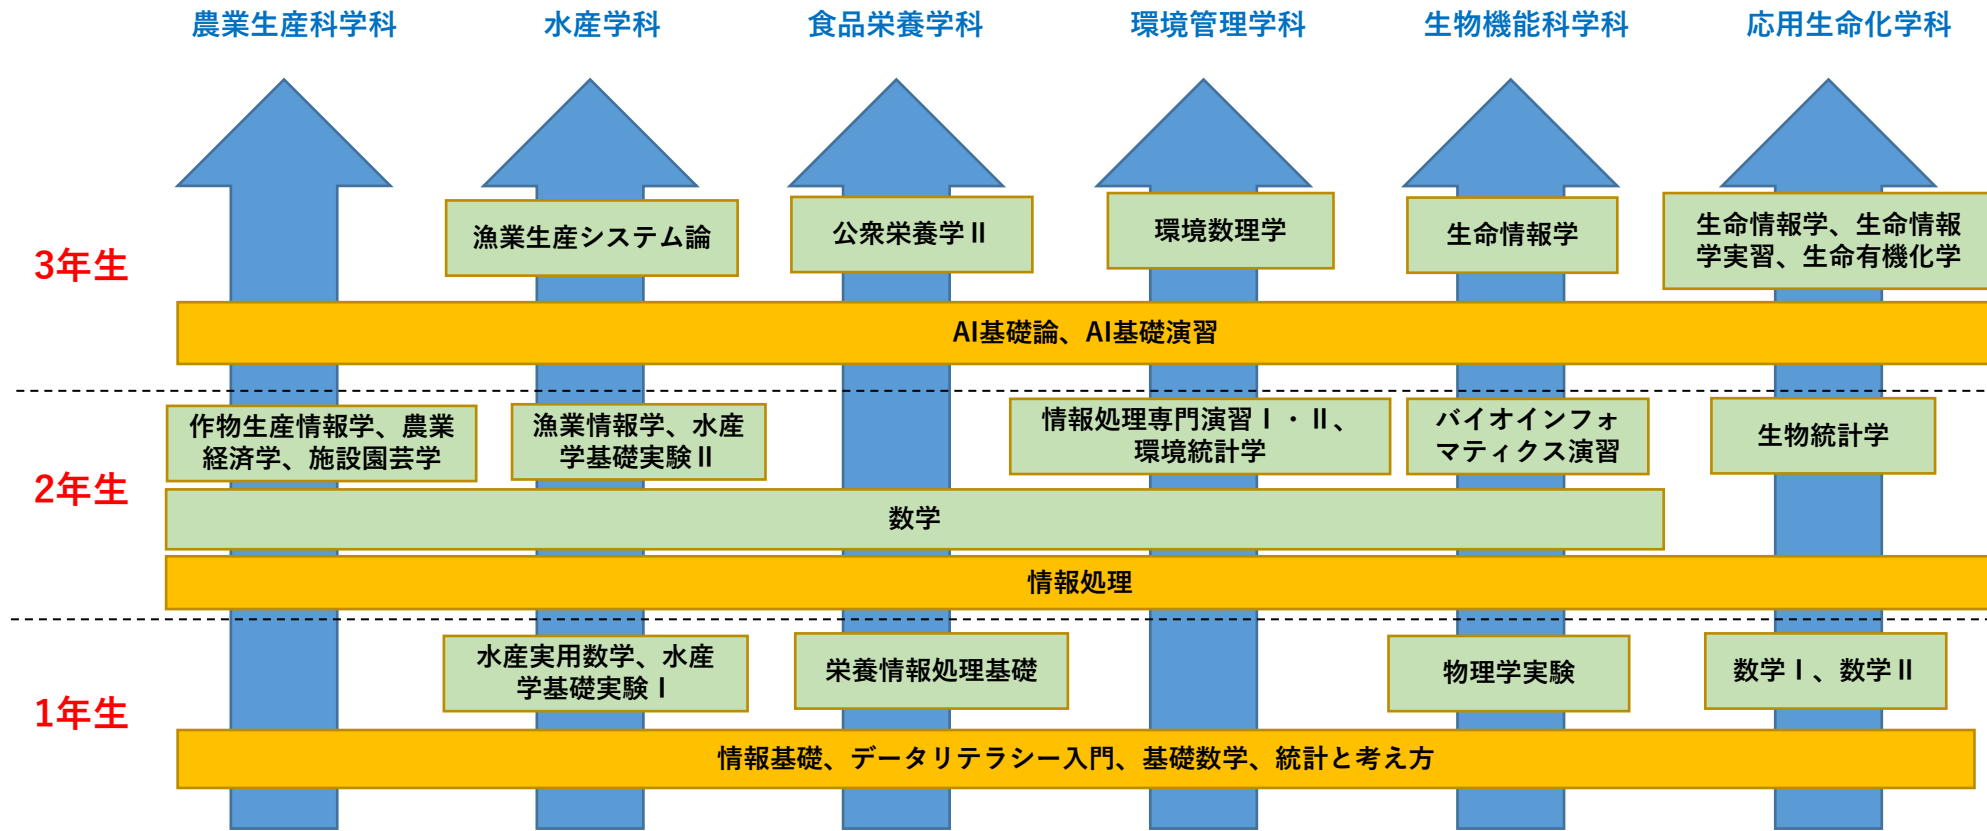 農業生産科学科
水産学科
食品栄養学科
環境管理学科
生物機能科学科
応用生命化学科
3年生
漁業生産システム論
公衆栄養学Ⅱ
環境数理学
生命情報学
生命情報学、生命情報
学実習、生命有機化学
AI基礎論、AI基礎演習
2年生
作物生産情報学、農業
経済学、施設園芸学
漁業情報学、水産
学基礎実験Ⅱ
情報処理専門演習Ⅰ・Ⅱ、
環境統計学
バイオインフォ
マティクス演習
生物統計学
数学
情報処理
1年生
水産実用数学、水産
学基礎実験Ⅰ
栄養情報処理基礎
物理学実験
数学Ⅰ、数学Ⅱ
情報基礎、データリテラシー入門、基礎数学、統計と考え方